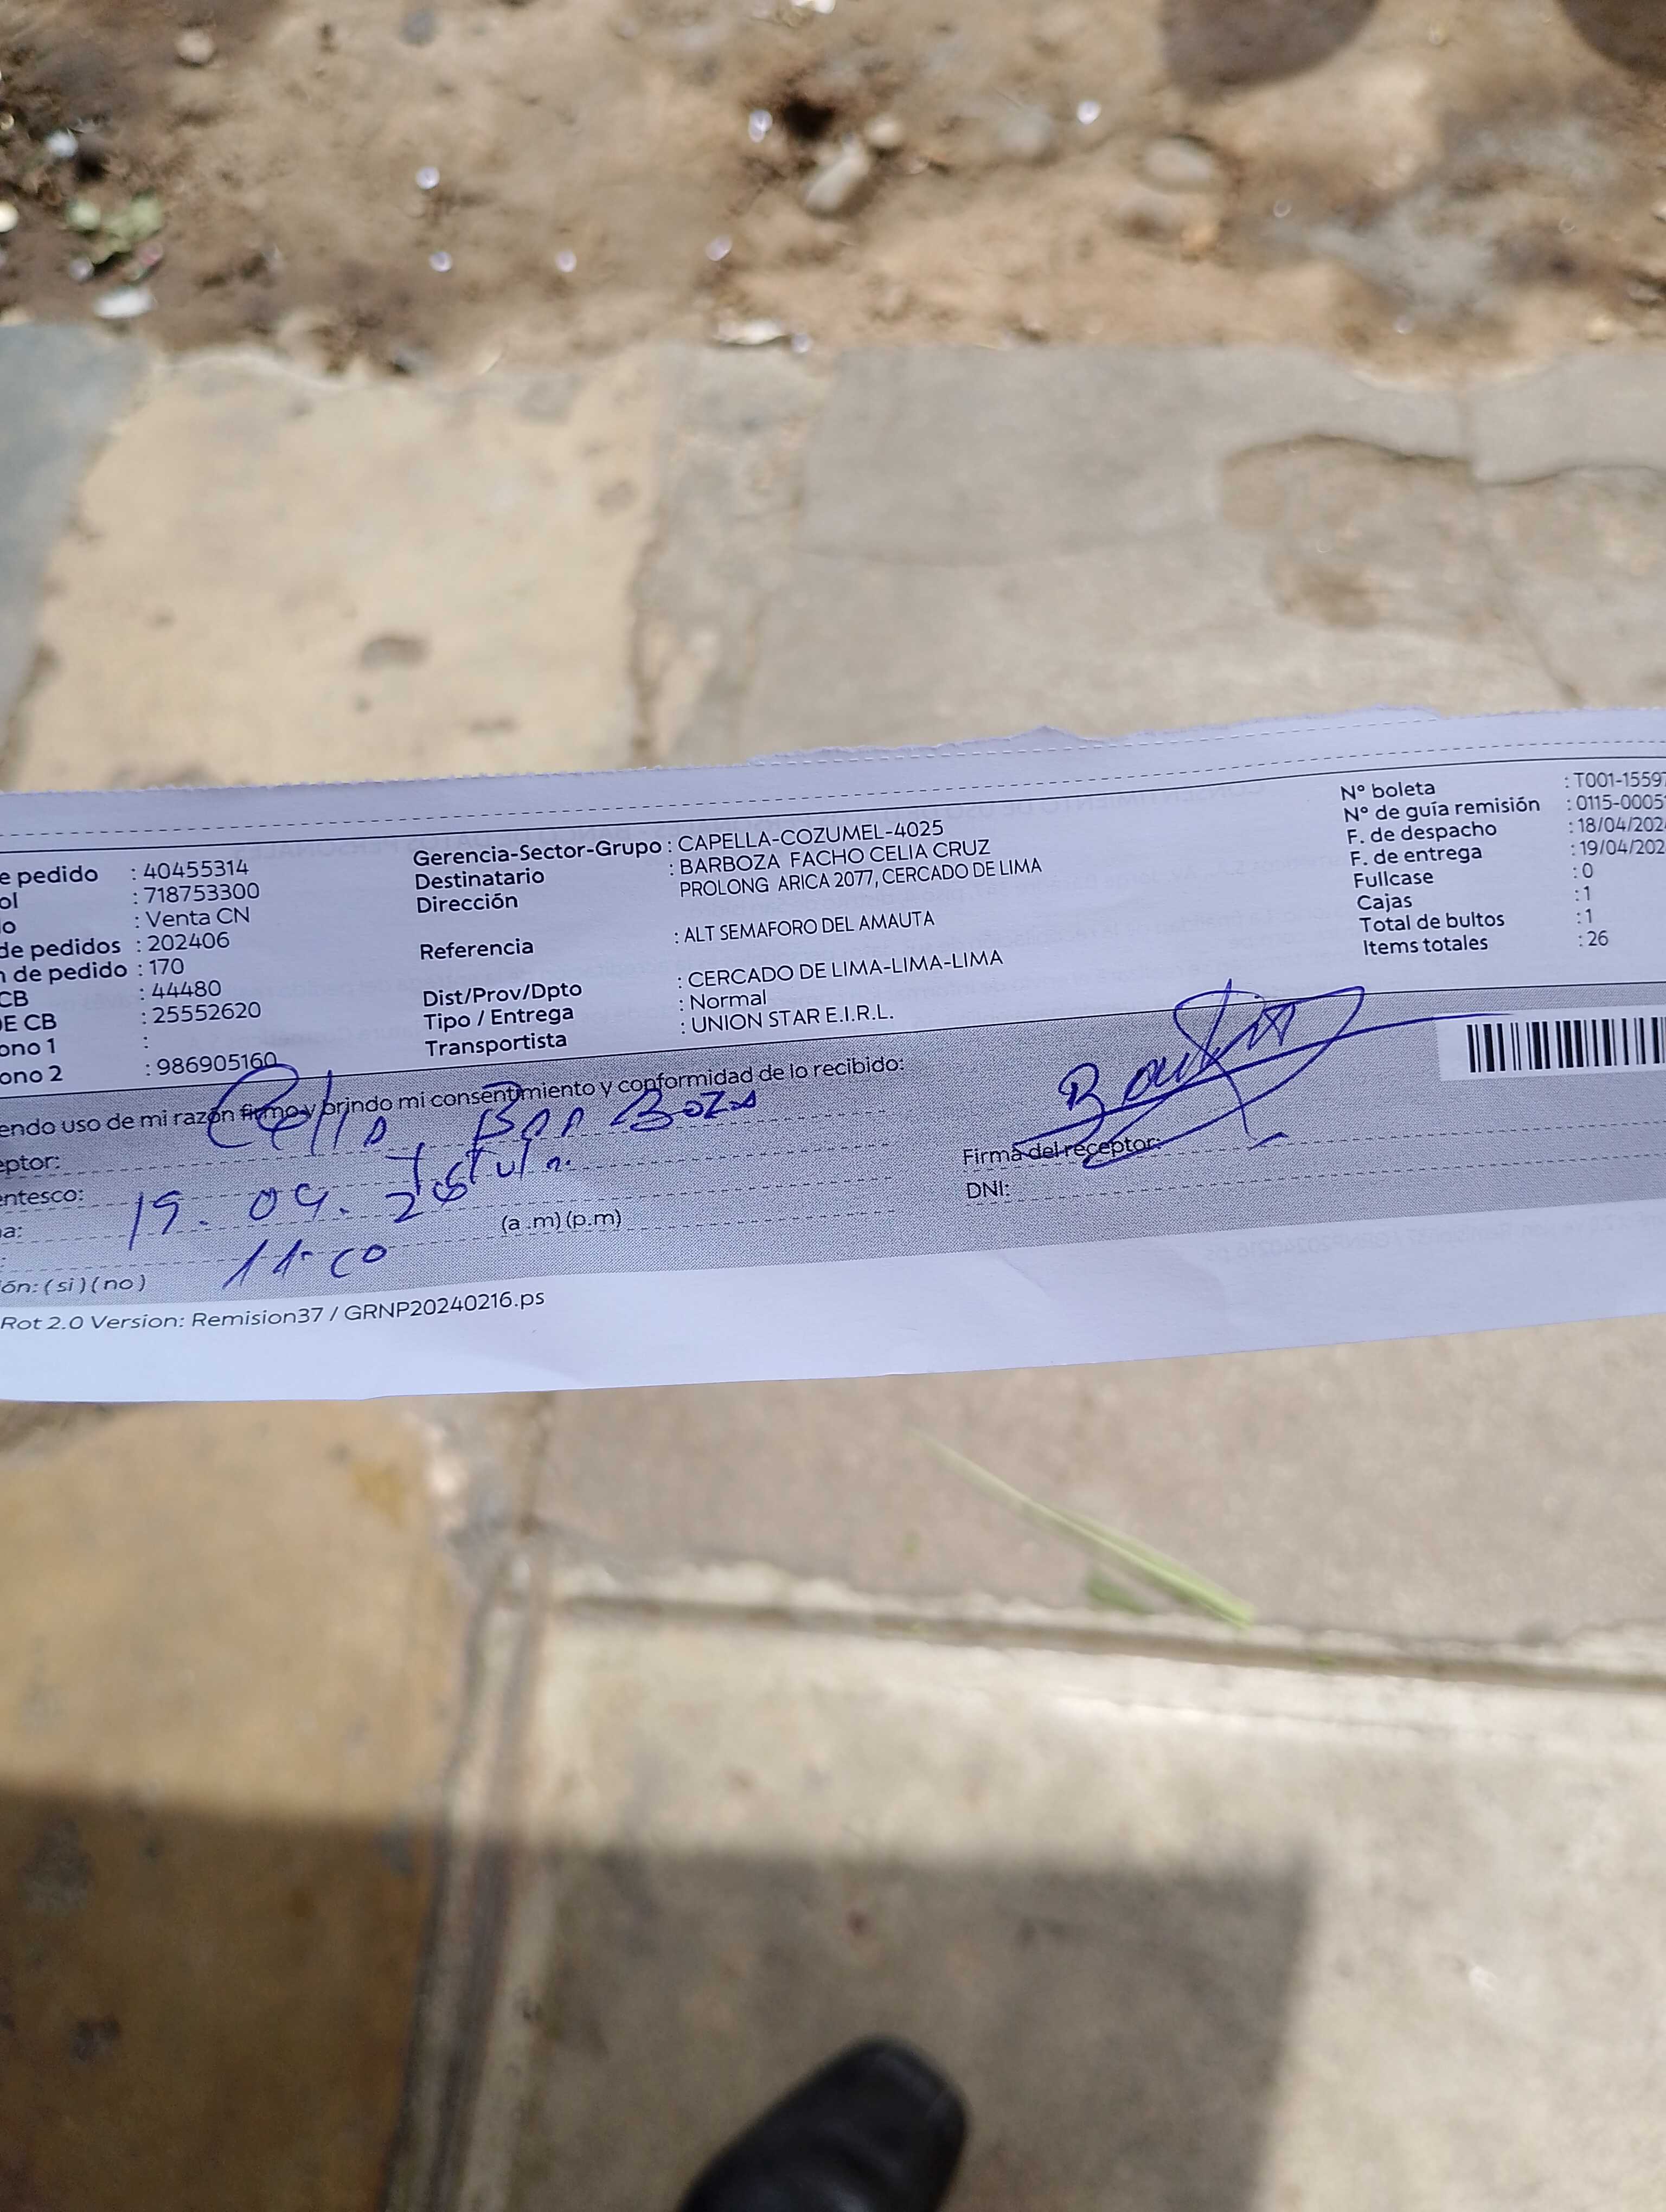 e pedido : 40455314
ol : 718753300
o : Venta CN
de pedidos : 202406
n de pedido : 170
CB : 44480
DE CB : 25552620
ono 1 :
ono 2 : 986905160
Gerencia-Sector-Grupo : CAPELLA-COZUMEL-4025
Destinatario : BARBOZA FACHO CELIA CRUZ
Dirección PROLONG ARICA 2077, CERCADO DE LIMA
Referencia : ALT SEMAFORO DEL AMAUTA
Dist/Prov/Dpto : CERCADO DE LIMA-LIMA-LIMA
Tipo / Entrega : Normal
Transportista : UNION STAR E.I.R.L.
N° boleta : T001-1559
N° de guía remisión : 0115-0005
F. de despacho : 18/04/202
F. de entrega : 19/04/202
Fullcase : 0
Cajas : 1
Total de bultos : 1
Items totales : 26
endo uso de mi razón firmo y brindo mi consentimiento y conformidad de lo recibido:
eptor: Celia Barboza
entesco:
a: 19.04.
(a .m) (p.m)
ón: ( si ) ( no )
Firma del receptor:
DNI:
Rot 2.0 Version: Remision37 / GRNP20240216.ps